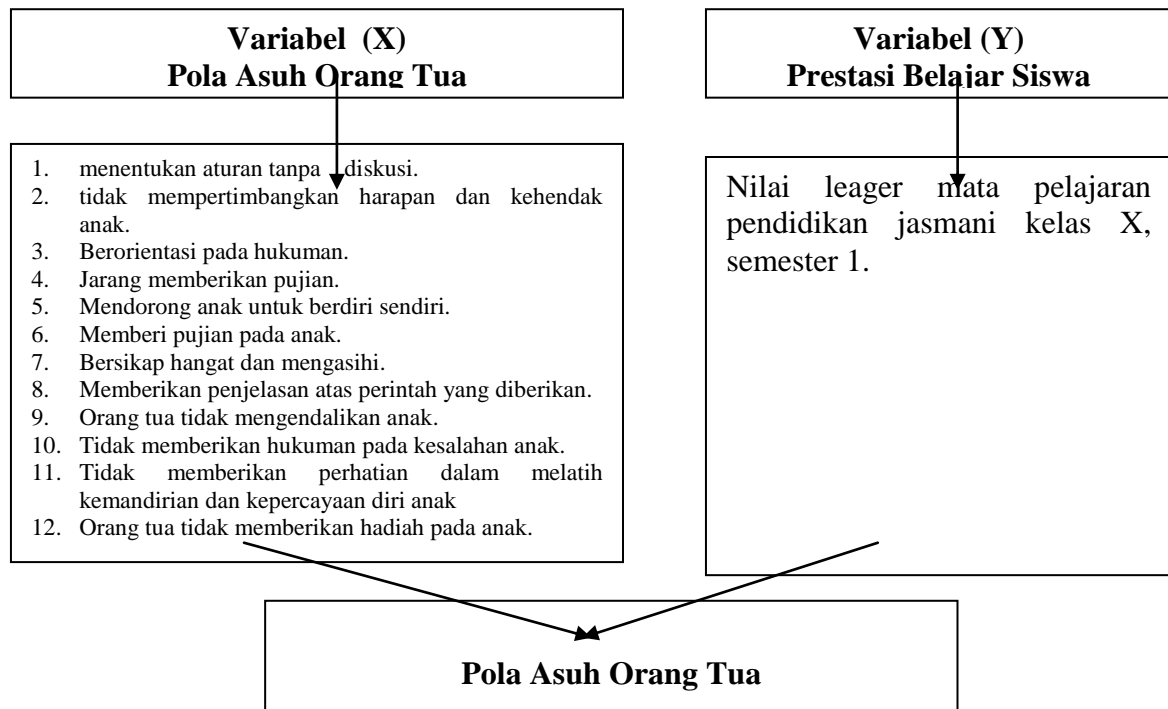 Variabel (X)
Pola Asuh Orang Tua
Variabel (Y)
Prestasi Belajar Siswa
1. menentukan aturan tanpa diskusi.
2. tidak mempertimbangkan harapan dan kehendak
anak.
3. Berorientasi pada hukuman.
4. Jarang memberikan pujian.
5. Mendorong anak untuk berdiri sendiri.
6. Memberi pujian pada anak.
7. Bersikap hangat dan mengasihi.
8. Memberikan penjelasan atas perintah yang diberikan.
9. Orang tua tidak mengendalikan anak.
10. Tidak memberikan hukuman pada kesalahan anak.
11. Tidak memberikan perhatian dalam melatih
kemandirian dan kepercayaan diri anak
12. Orang tua tidak memberikan hadiah pada anak.
Nilai leager mata pelajaran
pendidikan jasmani kelas X,
semester 1.
Pola Asuh Orang Tua